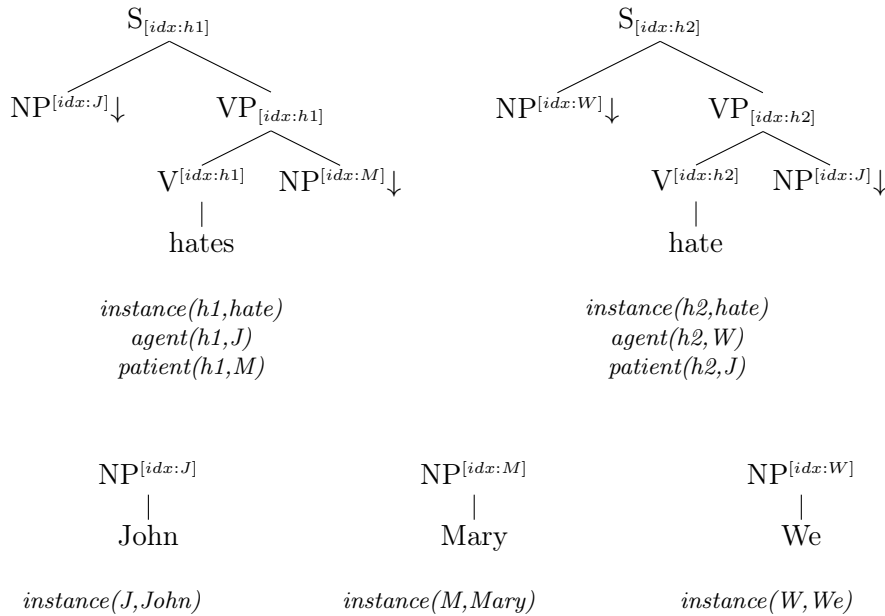 S[idx:h1] S[idx:h2]
NP[idx:J]↓ VP[idx:h1] NP[idx:W]↓ VP[idx:h2]
V[idx:h1] NP[idx:M]↓ V[idx:h2] NP[idx:J]↓
hates hate
instance(h1,hate) instance(h2,hate)
agent(h1,J) agent(h2,W)
patient(h1,M) patient(h2,J)
NP[idx:J] NP[idx:M] NP[idx:W]
John Mary We
instance(J,John) instance(M,Mary) instance(W,We)